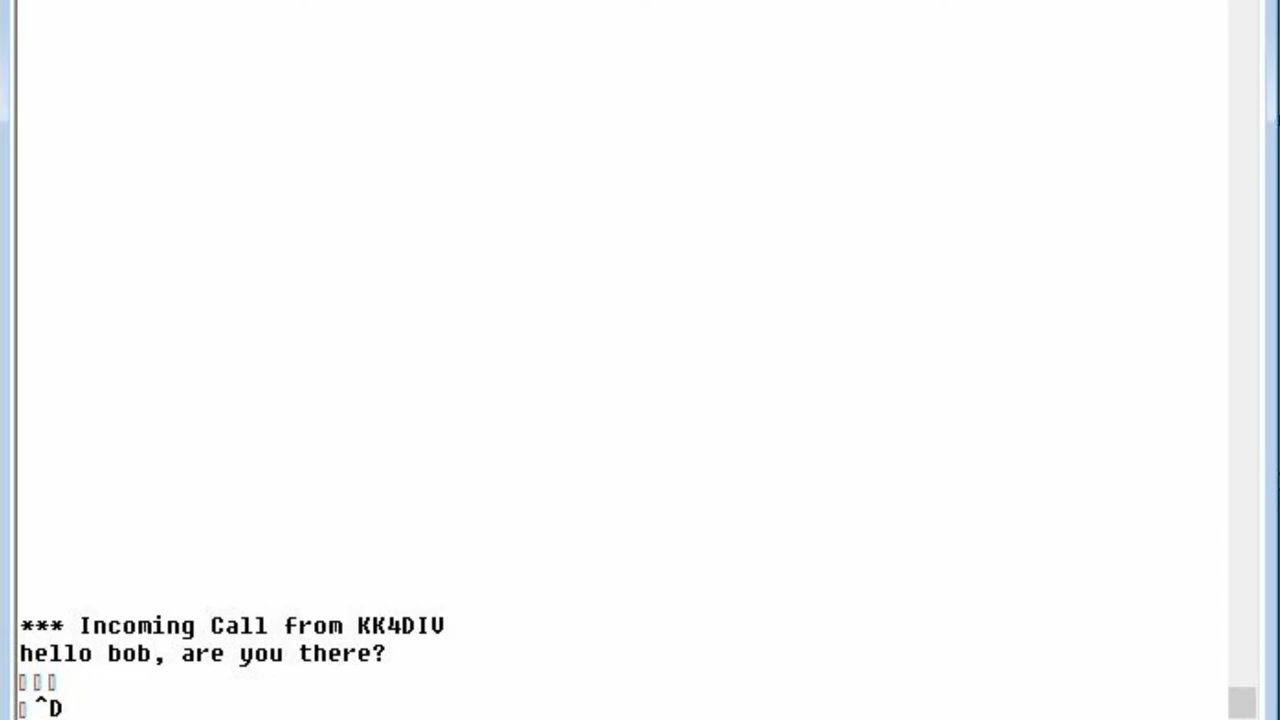 *** Incoming Call from KK4DIV
hello bob, are you there?
▯▯▯
▯^D